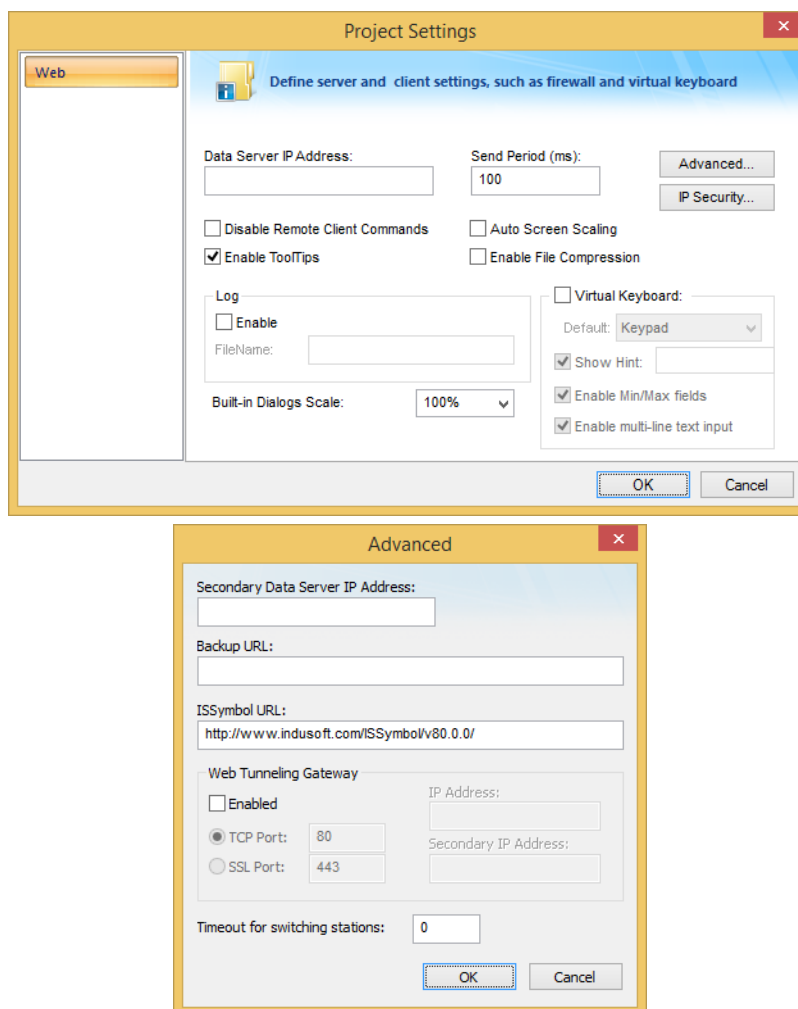 Project Settings
Web
Define server and client settings, such as firewall and virtual keyboard
Data Server IP Address:
Send Period (ms):
100
Advanced...
IP Security...
Disable Remote Client Commands
Auto Screen Scaling
Enable ToolTips
Enable File Compression
Log
Enable
FileName:
Virtual Keyboard:
Default: Keypad
Show Hint:
Enable Min/Max fields
Enable multi-line text input
Built-in Dialogs Scale: 100%
OK Cancel
Advanced
Secondary Data Server IP Address:
Backup URL:
ISSymbol URL:
http://www.indusoft.com/ISSymbol/v80.0.0/
Web Tunneling Gateway
Enabled
TCP Port: 80
SSL Port: 443
IP Address:
Secondary IP Address:
Timeout for switching stations: 0
OK Cancel